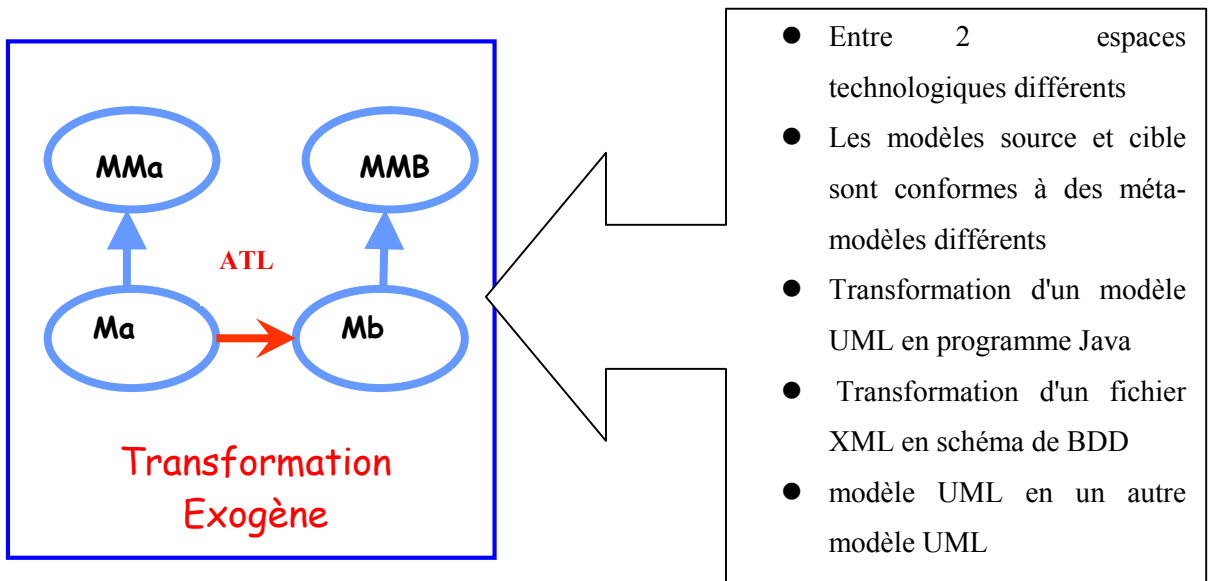 MMa
MMB
ATL
Ma
Mb
Transformation
Exogène
● Entre 2 espaces
technologiques différents
● Les modèles source et cible
sont conformes à des méta-
modèles différents
● Transformation d'un modèle
UML en programme Java
● Transformation d'un fichier
XML en schéma de BDD
● modèle UML en un autre
modèle UML